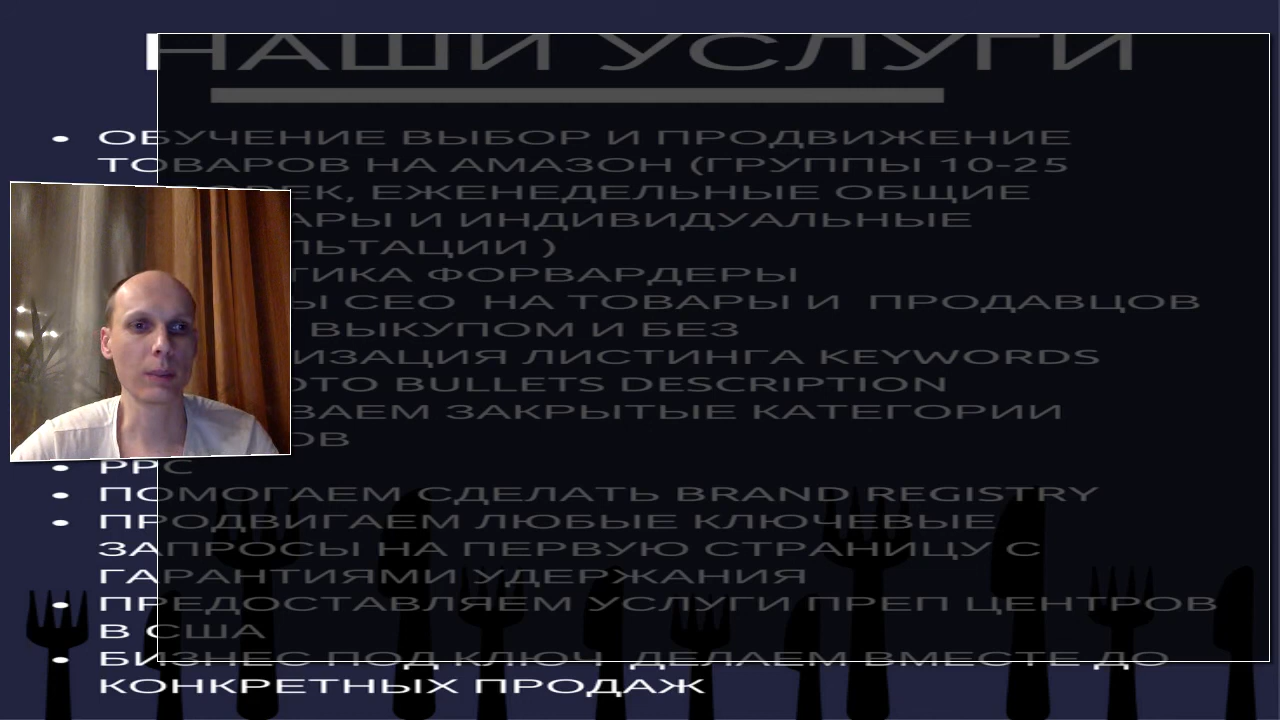 НАШИ УСЛУГИ
• ОБУЧЕНИЕ ВЫБОР И ПРОДВИЖЕНИЕ
ТОВАРОВ НА АМАЗОН (ГРУППЫ 10-25
ЕК, ЕЖЕНЕДЕЛЬНЫЕ ОБЩИЕ
АРЫ И ИНДИВИДУАЛЬНЫЕ
ЛЬТАЦИИ )
ТИКА ФОРВАРДЕРЫ
Ы СЕО НА ТОВАРЫ И ПРОДАВЦОВ
ВЫКУПОМ И БЕЗ
ИЗАЦИЯ ЛИСТИНГА KEYWORDS
OTO BULLETS DESCRIPTION
ВАЕМ ЗАКРЫТЫЕ КАТЕГОРИИ
ОВ
• PPC
• ПОМОГАЕМ СДЕЛАТЬ BRAND REGISTRY
• ПРОДВИГАЕМ ЛЮБЫЕ КЛЮЧЕВЫЕ
ЗАПРОСЫ НА ПЕРВУЮ СТРАНИЦУ С
ГАРАНТИЯМИ УДЕРЖАНИЯ
• ПРЕДОСТАВЛЯЕМ УСЛУГИ ПРЕП ЦЕНТРОВ
В США
• БИЗНЕС ПОД КЛЮЧ ДЕЛАЕМ ВМЕСТЕ ДО
КОНКРЕТНЫХ ПРОДАЖ